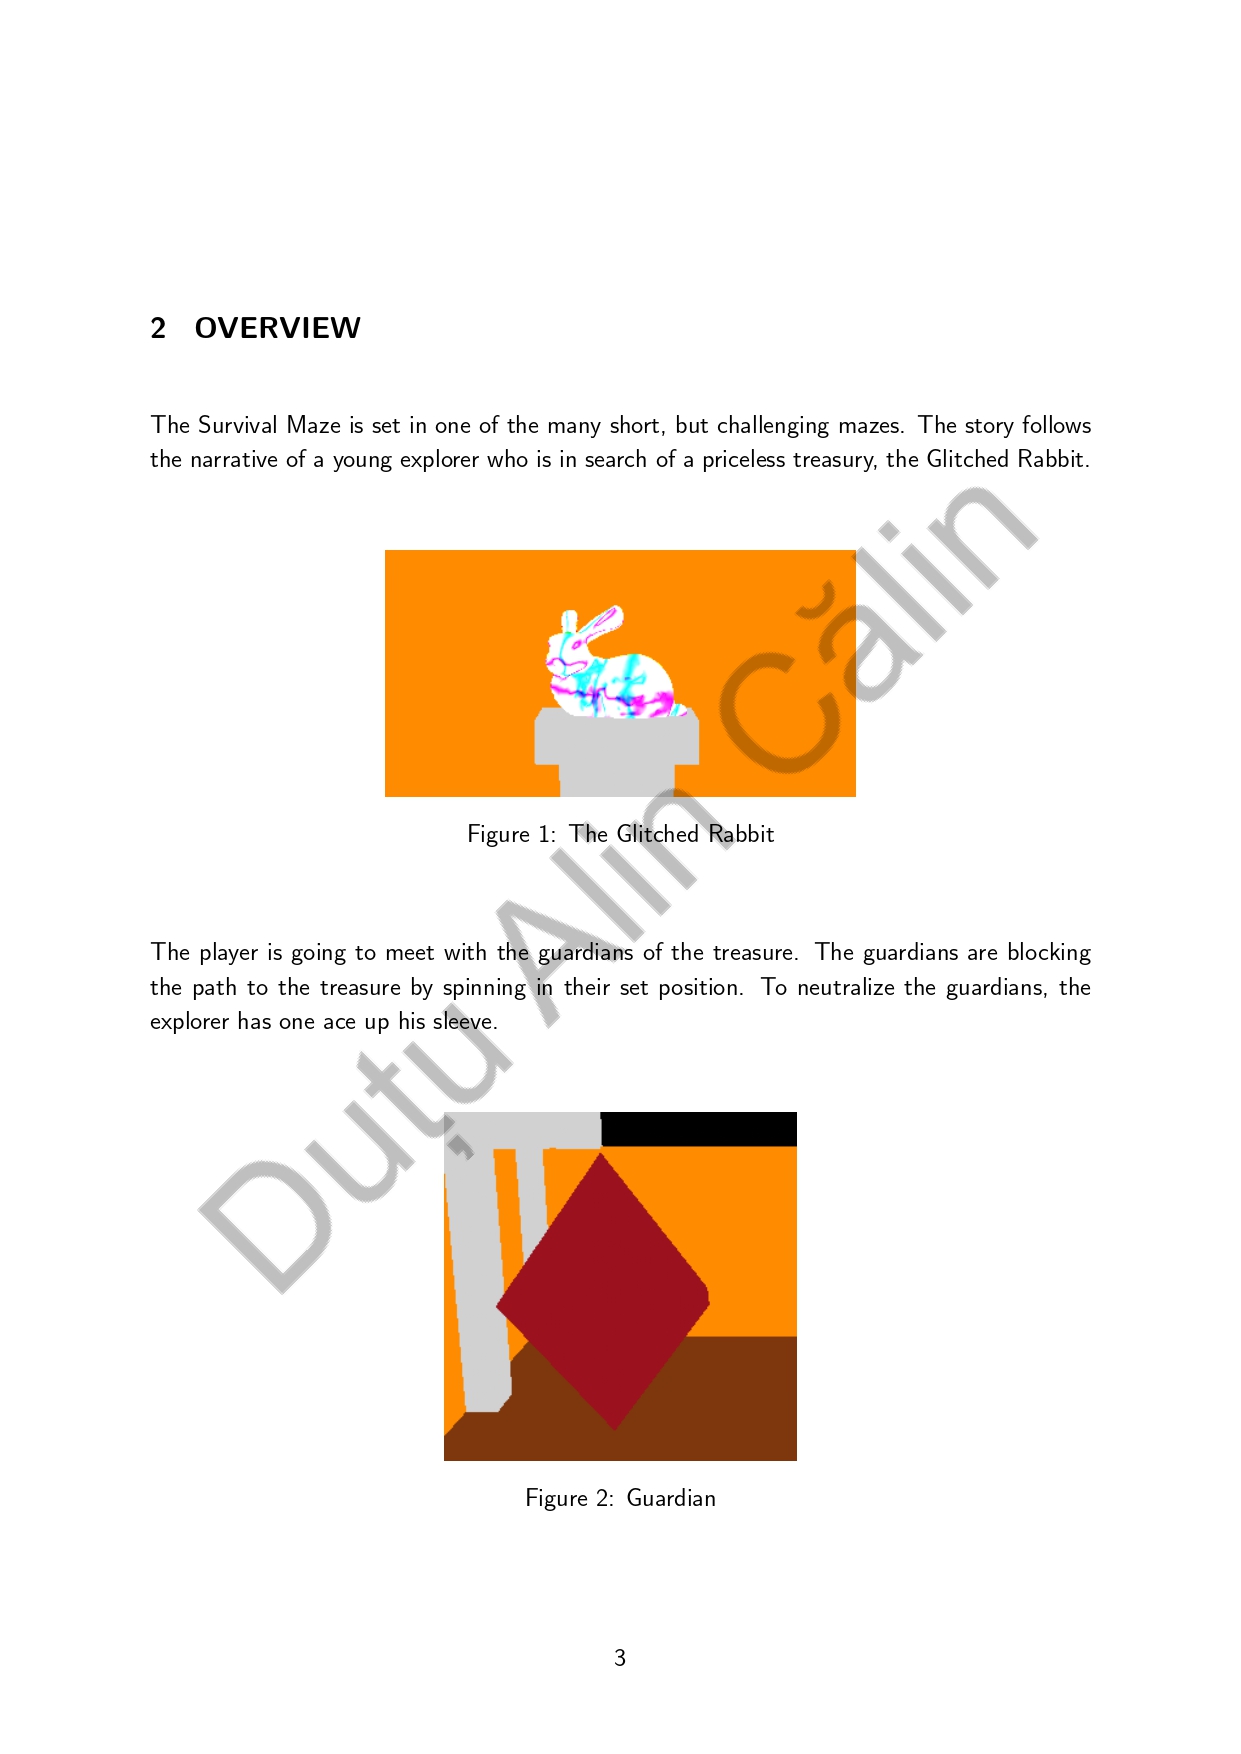 2 OVERVIEW
The Survival Maze is set in one of the many short, but challenging mazes. The story follows
the narrative of a young explorer who is in search of a priceless treasury, the Glitched Rabbit.
Figure 1: The Glitched Rabbit
The player is going to meet with the guardians of the treasure. The guardians are blocking
the path to the treasure by spinning in their set position. To neutralize the guardians, the
explorer has one ace up his sleeve.
Figure 2: Guardian
3
Duțu Alin Călin